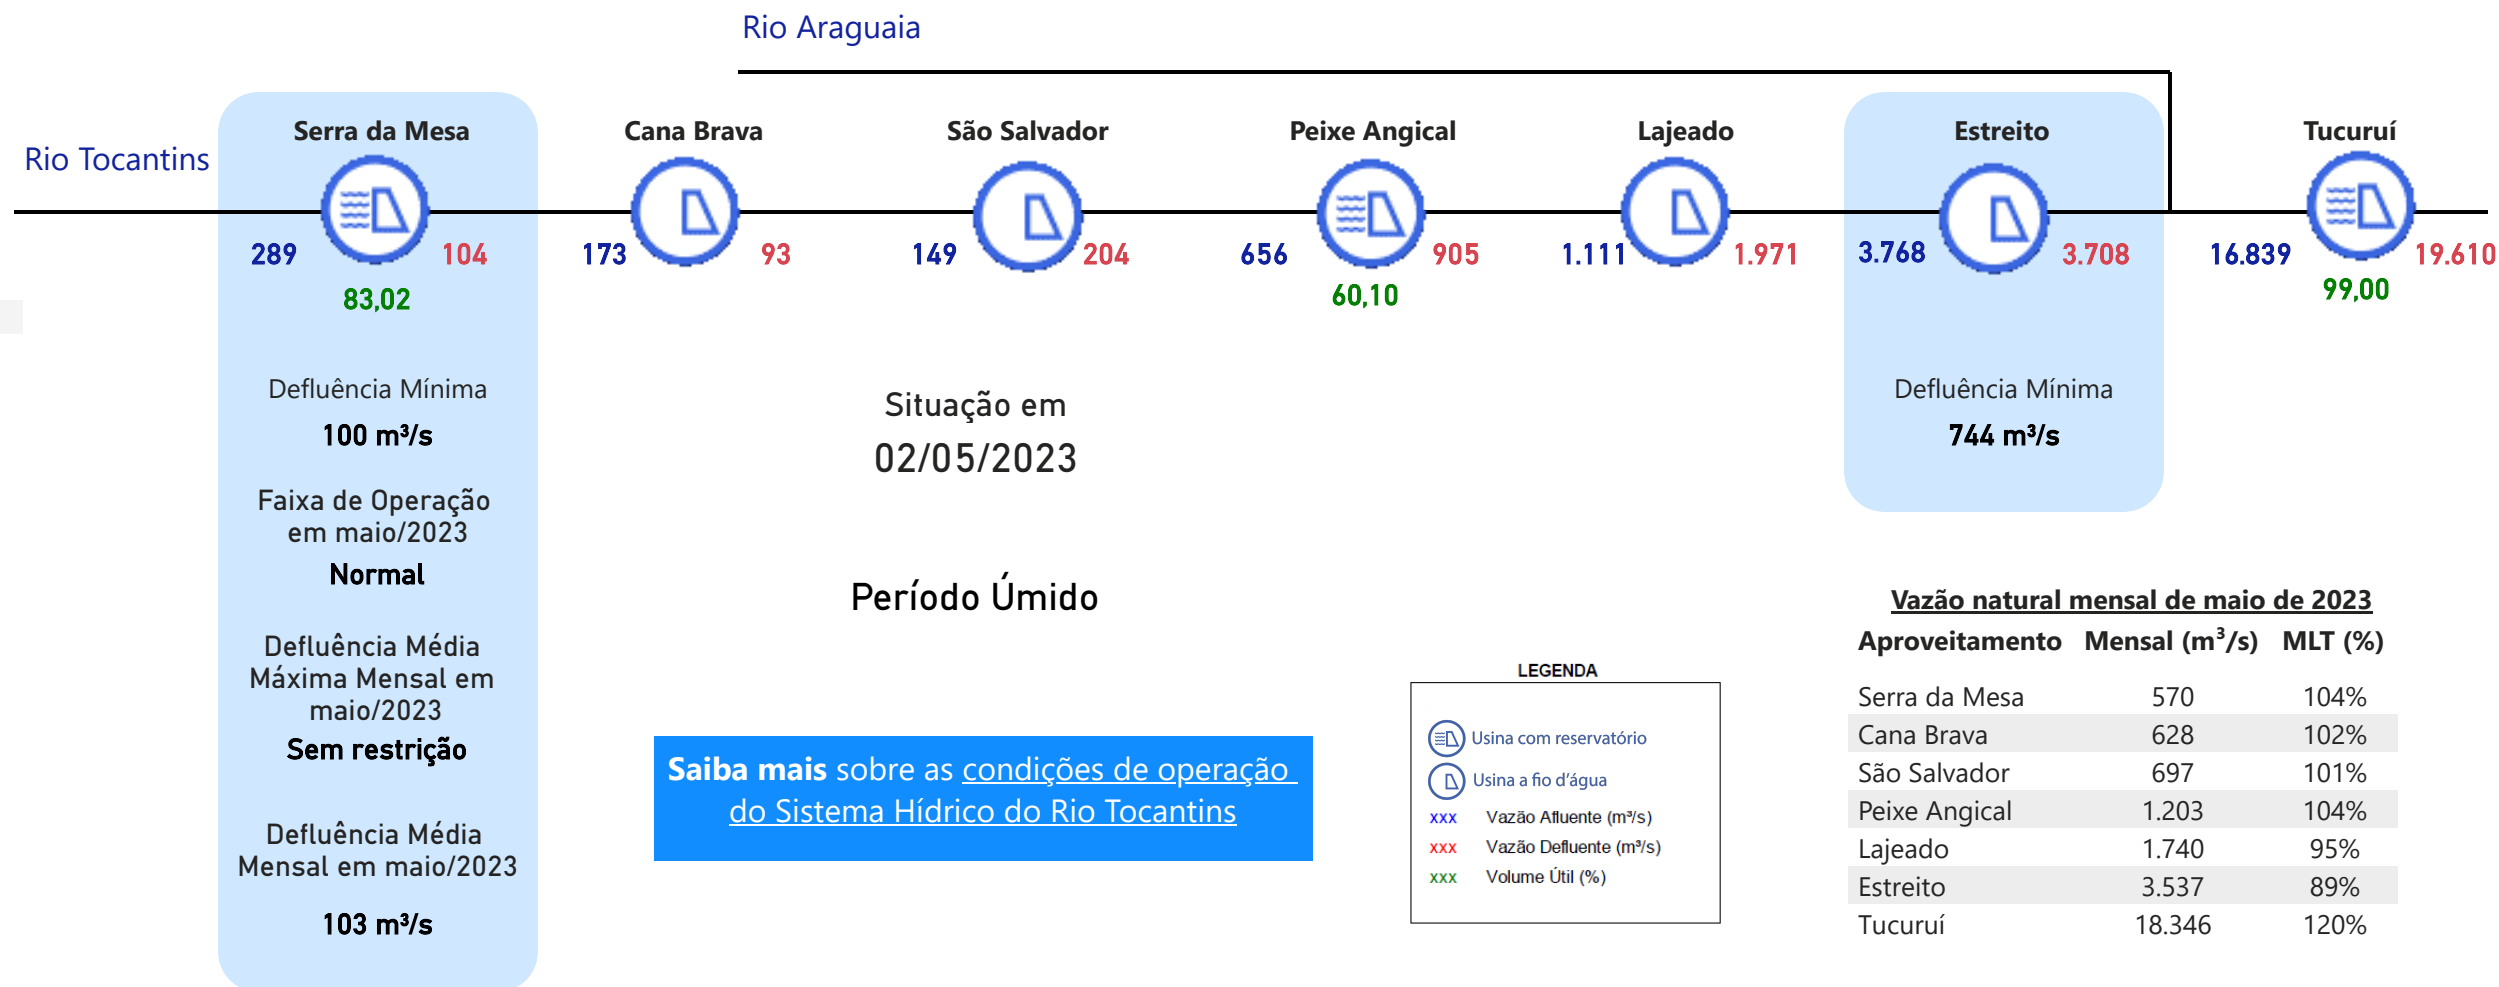 Rio Araguaia
Rio Tocantins
Serra da Mesa
Cana Brava
São Salvador
Peixe Angical
Lajeado
Estreito
Tucuruí
289 104
173 93
149 204
656 905
1.111 1.971
3.768 3.708
16.839 19.610
83,02
60,10
99,00
Defluência Mínima
100 m³/s
Faixa de Operação
em maio/2023
Normal
Defluência Média
Máxima Mensal em
maio/2023
Sem restrição
Defluência Média
Mensal em maio/2023
103 m³/s
Situação em
02/05/2023
Período Úmido
Saiba mais sobre as condições de operação
do Sistema Hídrico do Rio Tocantins
Defluência Mínima
744 m³/s
LEGENDA
Usina com reservatório
Usina a fio d'água
xxx Vazão Afluente (m³/s)
xxx Vazão Defluente (m³/s)
xxx Volume Útil (%)
Vazão natural mensal de maio de 2023
Aproveitamento Mensal (m³/s) MLT (%)
Serra da Mesa 570 104%
Cana Brava 628 102%
São Salvador 697 101%
Peixe Angical 1.203 104%
Lajeado 1.740 95%
Estreito 3.537 89%
Tucuruí 18.346 120%